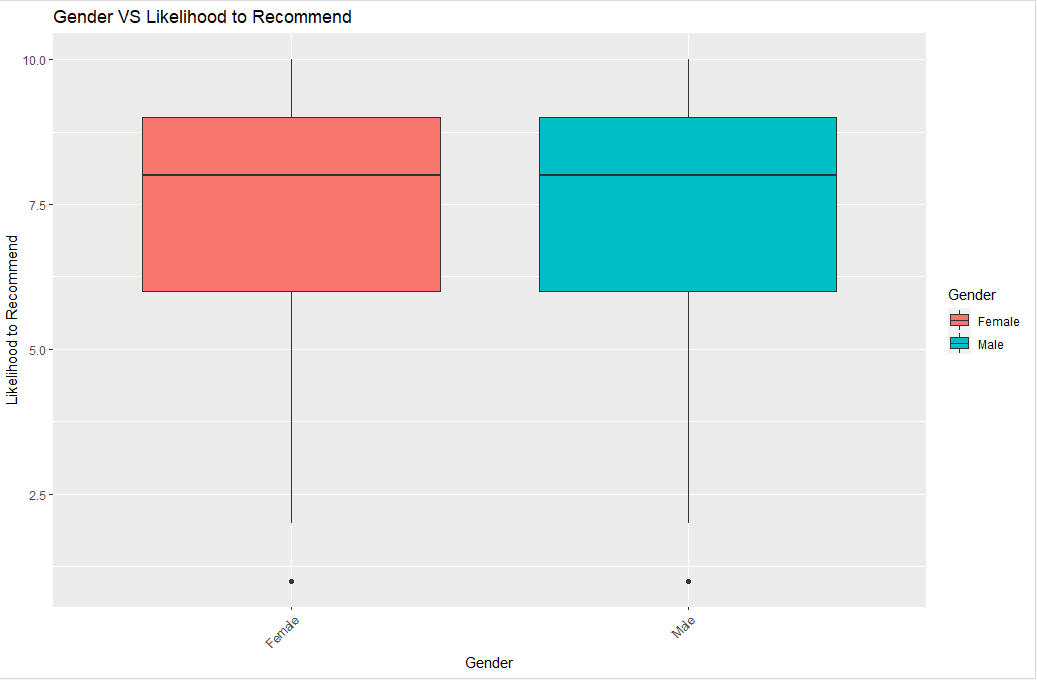 Gender VS Likelihood to Recommend
10.0
7.5
5.0
2.5
Likelihood to Recommend
Female
Male
Gender
Gender
Female
Male